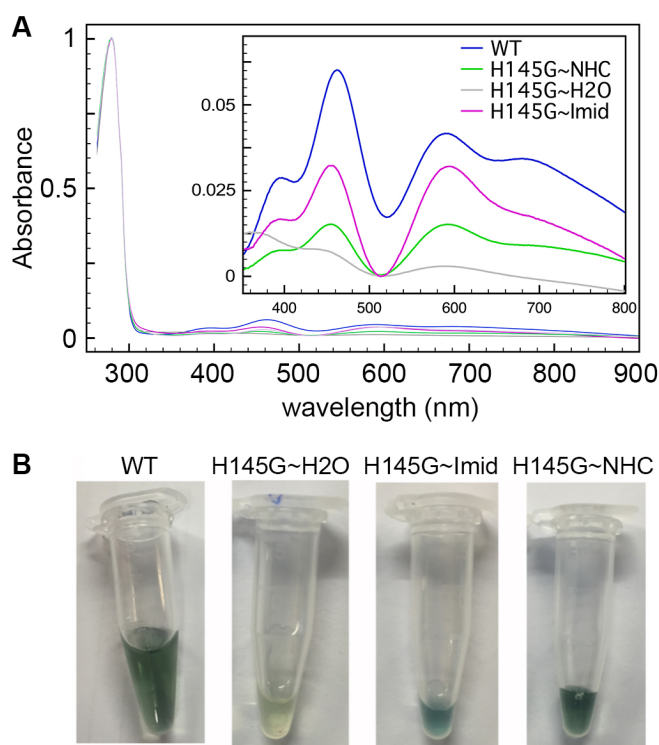 A
Absorbance
1
0.5
0
0.05
0.025
0
WT
H145G~NHC
H145G~H2O
H145G~Imid
400 500 600 700 800
300 400 500 600 700 800 900
wavelength (nm)
B
WT H145G~H2O H145G~Imid H145G~NHC